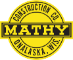 CONSTRUCTION CO.
MATHY
ONALASKA, WIS.